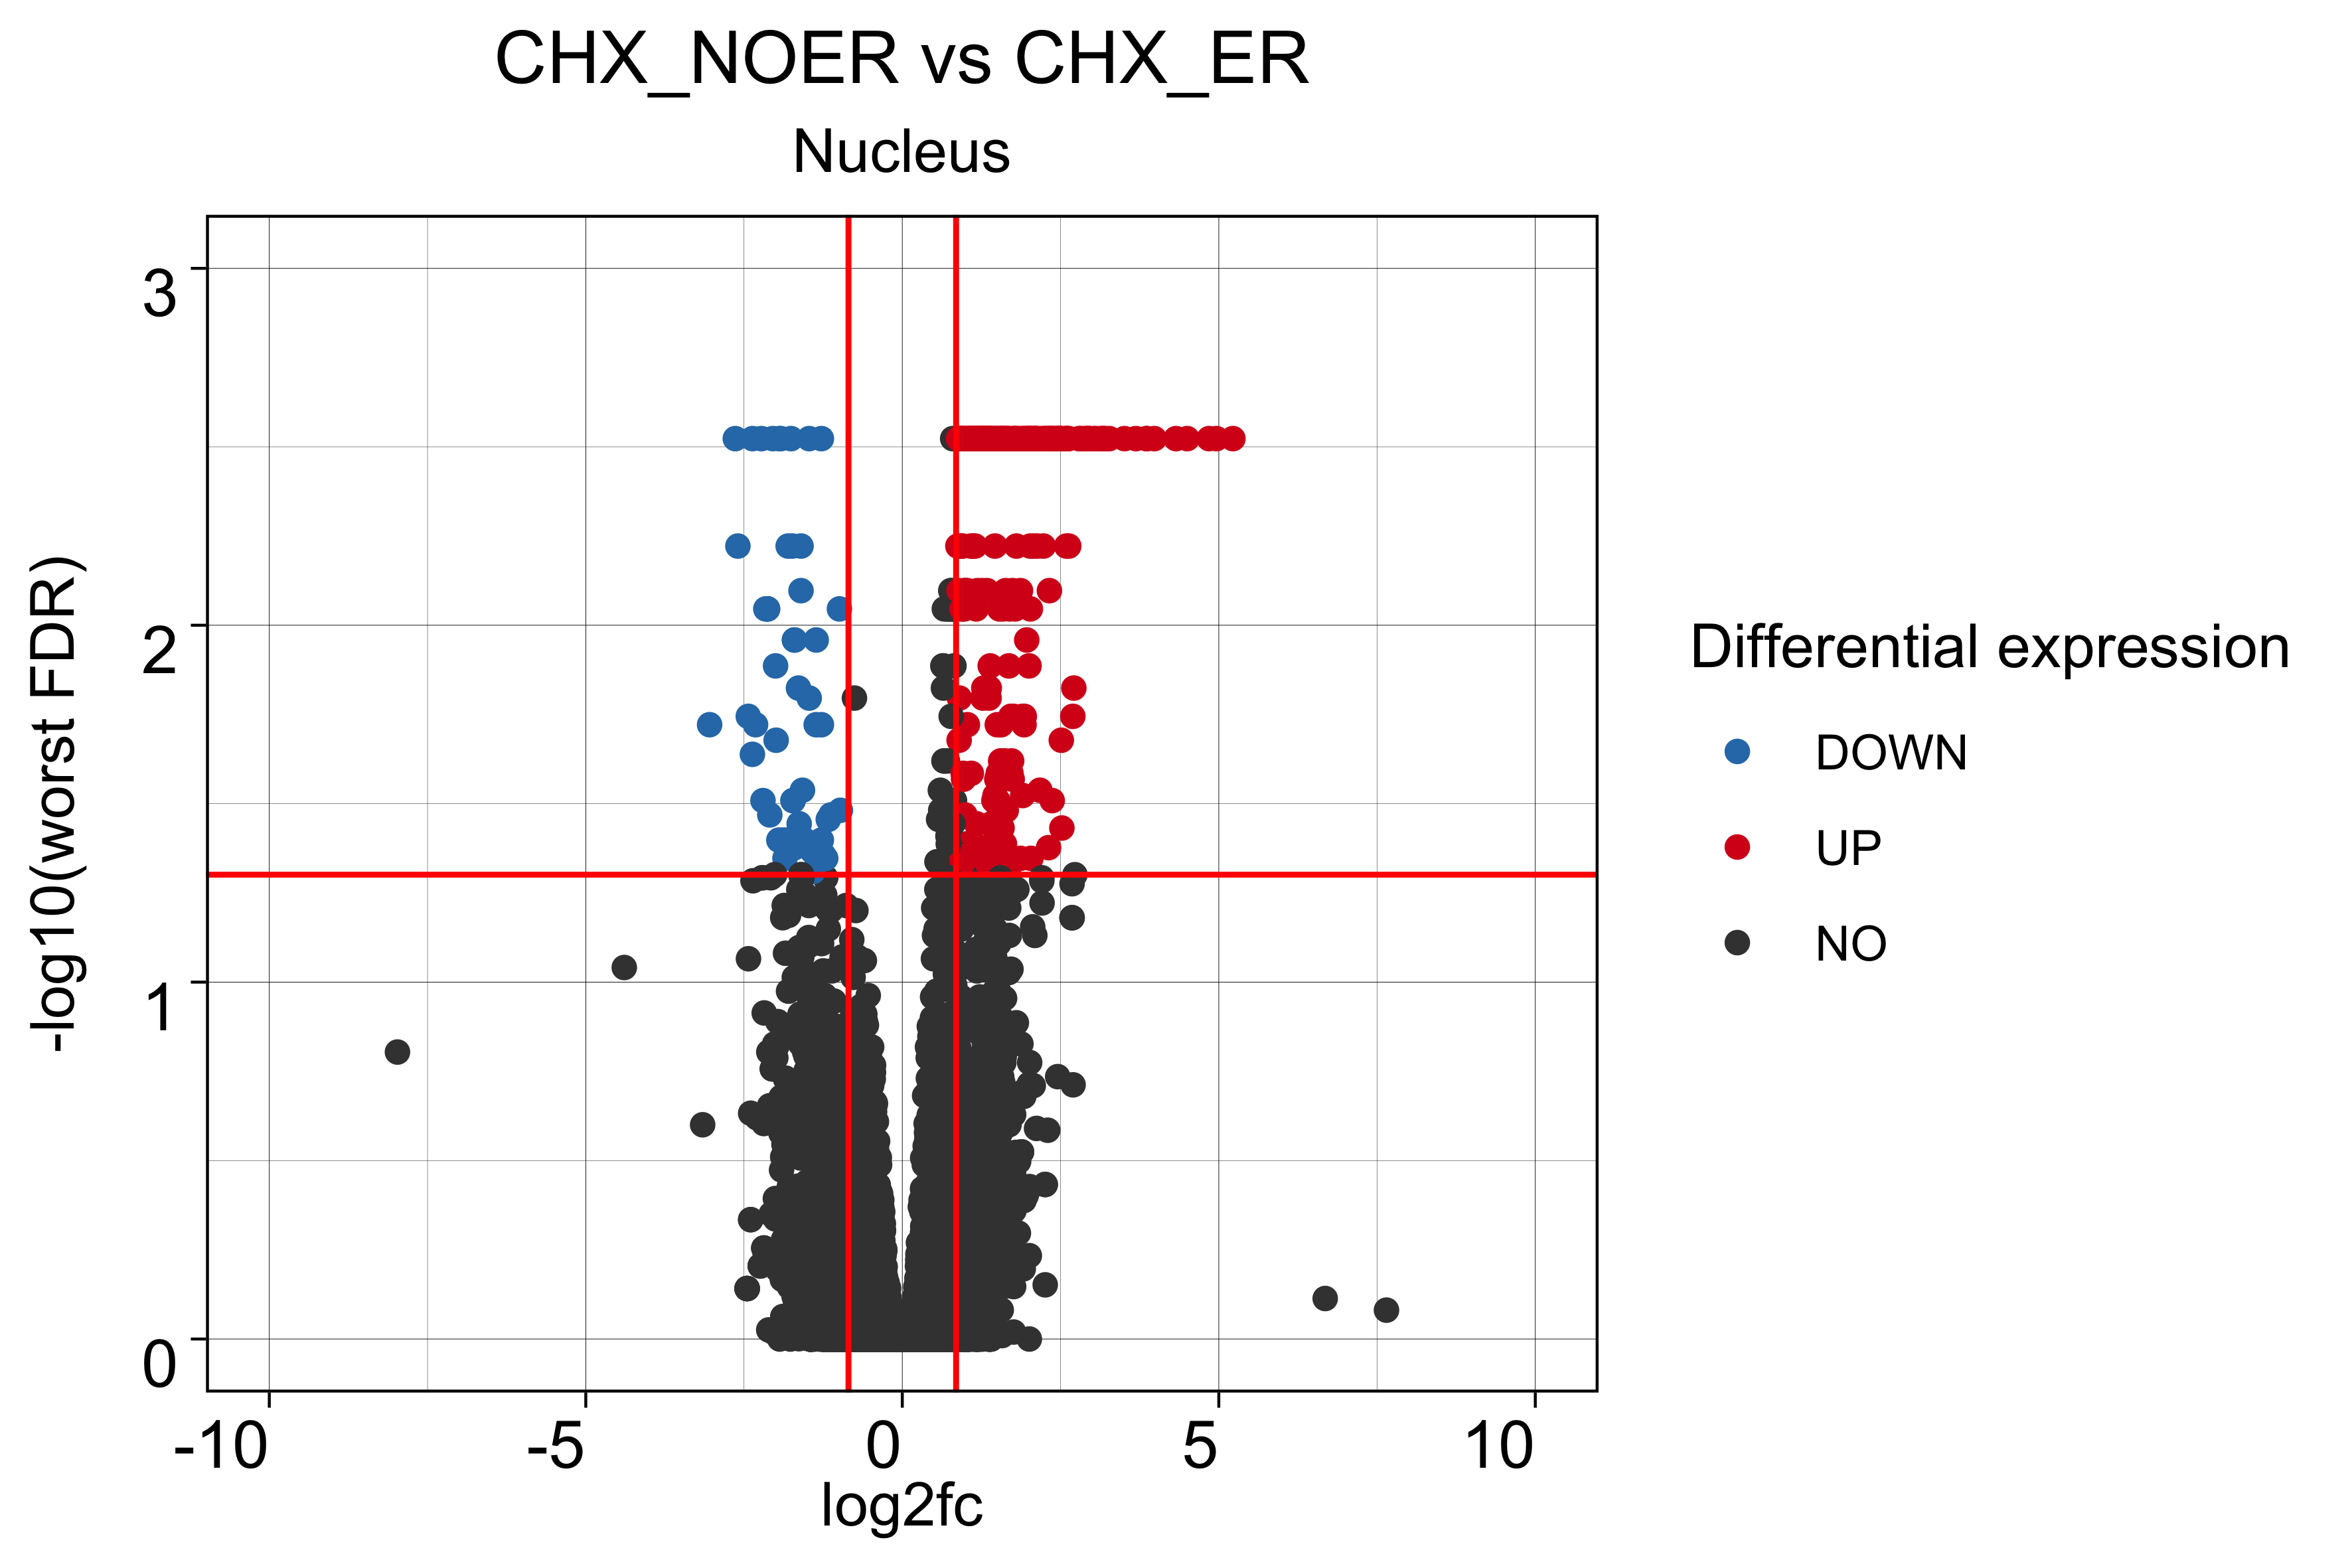 CHX_NOER vs CHX_ER
Nucleus
-log10(worst FDR)
3
2
1
0
-10
-5
0
5
10
log2fc
Differential expression
DOWN
UP
NO